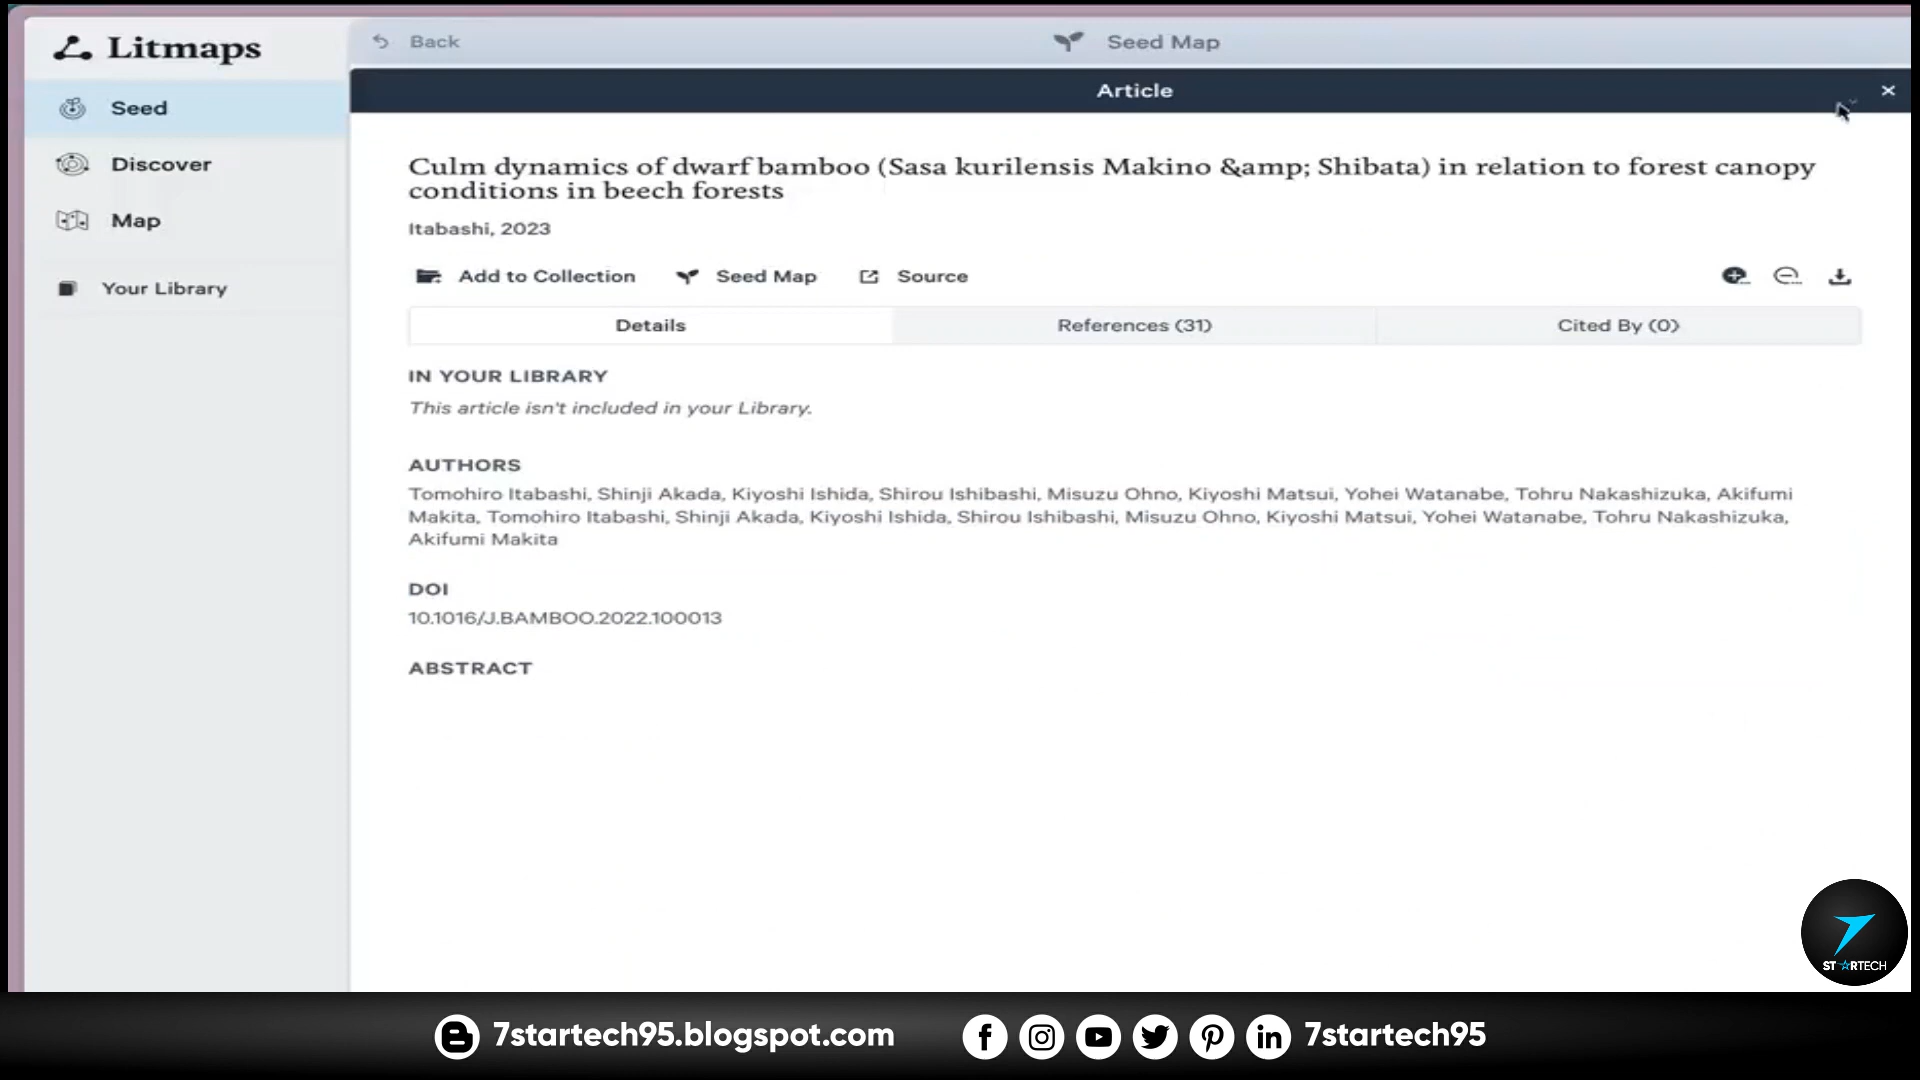 Litmaps
Back
Seed Map
Seed
Article
Discover
Map
Your Library
Culm dynamics of dwarf bamboo (Sasa kurilensis Makino &amp; Shibata) in relation to forest canopy
conditions in beech forests
Itabashi, 2023
Add to Collection
Seed Map
Source
Details
References (31)
Cited By (0)
IN YOUR LIBRARY
This article isn't included in your Library.
AUTHORS
Tomohiro Itabashi, Shinji Akada, Kiyoshi Ishida, Shirou Ishibashi, Misuzu Ohno, Kiyoshi Matsui, Yohei Watanabe, Tohru Nakashizuka, Akifumi
Makita, Tomohiro Itabashi, Shinji Akada, Kiyoshi Ishida, Shirou Ishibashi, Misuzu Ohno, Kiyoshi Matsui, Yohei Watanabe, Tohru Nakashizuka,
Akifumi Makita
DOI
10.1016/J.BAMBOO.2022.100013
ABSTRACT
ST☆RTECH
7startech95.blogspot.com
7startech95